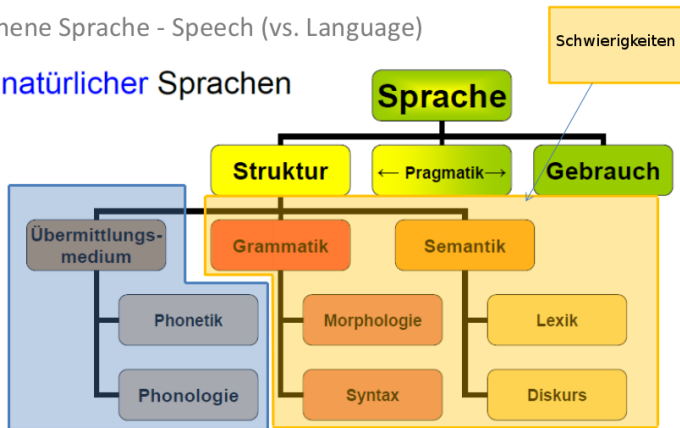 Sprache - Speech (vs. Language)
Schwierigkeiten
natürlicher Sprachen
Sprache
Struktur
← Pragmatik→
Gebrauch
Übermittlungs-
medium
Grammatik
Semantik
Phonetik
Morphologie
Lexik
Phonologie
Syntax
Diskurs